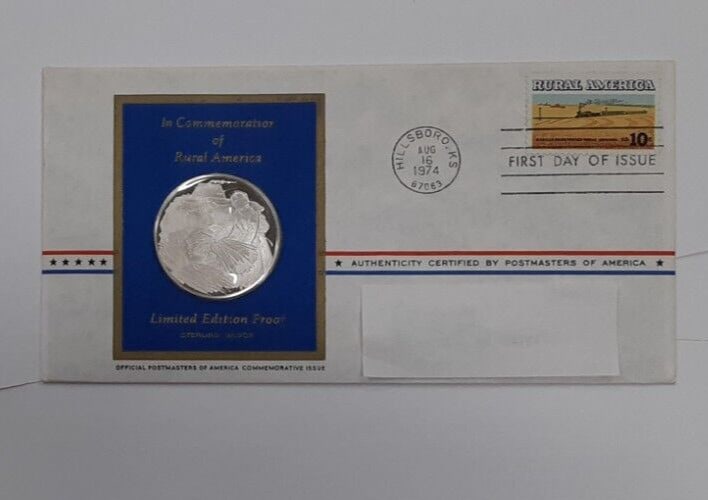 In Commemoration
of
Rural America
Limited Edition Proof
STERLING SILVER
OFFICIAL POSTMASTERS OF AMERICA COMMEMORATIVE ISSUE
HILLSBORO, KS
AUG
16
1974
67063
RURAL AMERICA
10c
FIRST DAY OF ISSUE
★ AUTHENTICITY CERTIFIED BY POSTMASTERS OF AMERICA ★